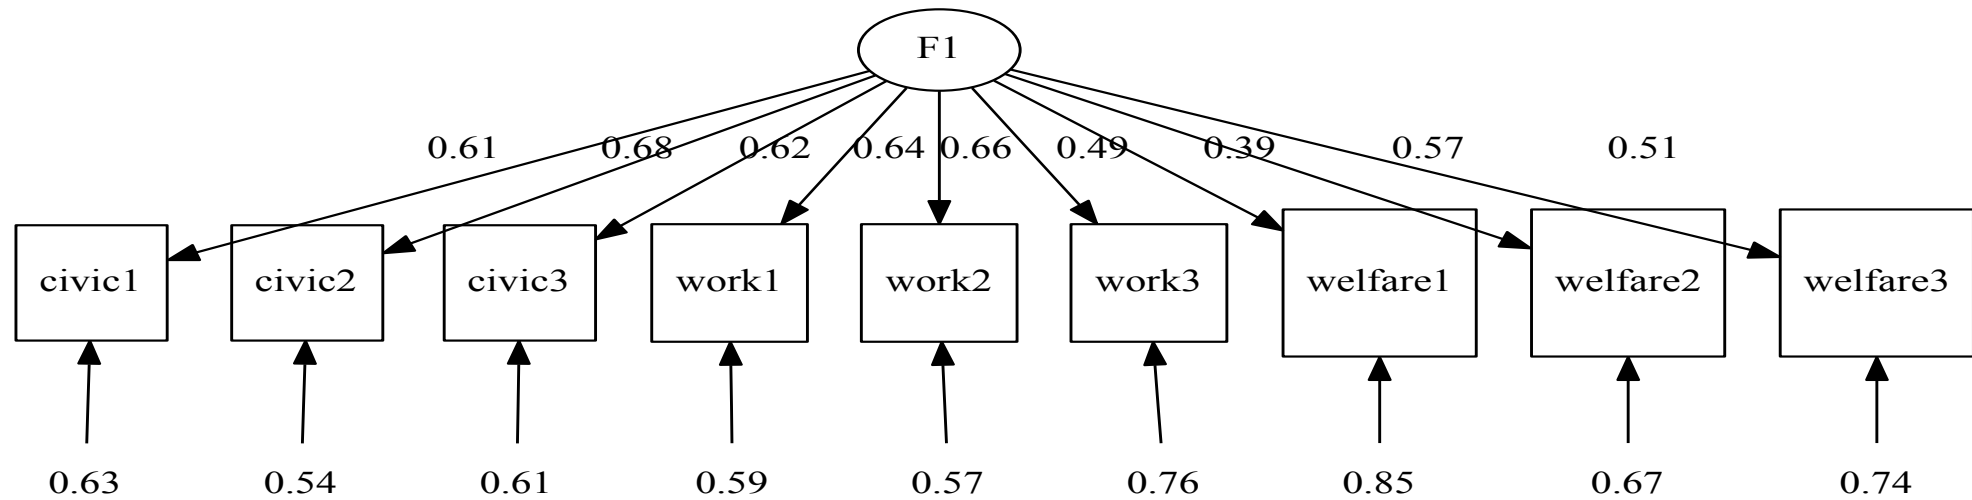 F1
0.61 0.68 0.62 0.64 0.66 0.49 0.39 0.57 0.51
civic1 civic2 civic3 work1 work2 work3 welfare1 welfare2 welfare3
0.63 0.54 0.61 0.59 0.57 0.76 0.85 0.67 0.74